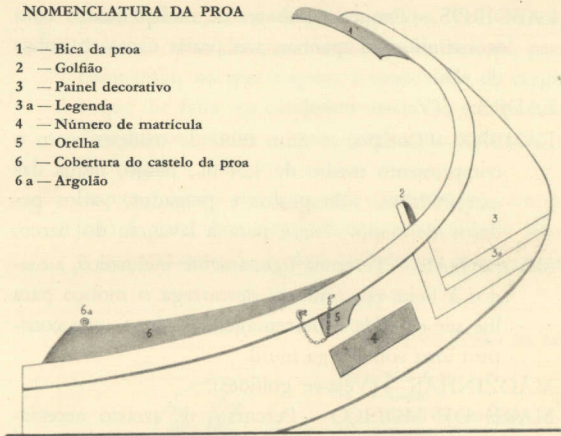 NOMENCLATURA DA PROA
1 — Bica da proa
2 — Golfião
3 — Painel decorativo
3 a — Legenda
4 — Número de matrícula
5 — Orelha
6 — Cobertura do castelo da proa
6 a — Argolão
1
2
3
3a
6a
6
5
4